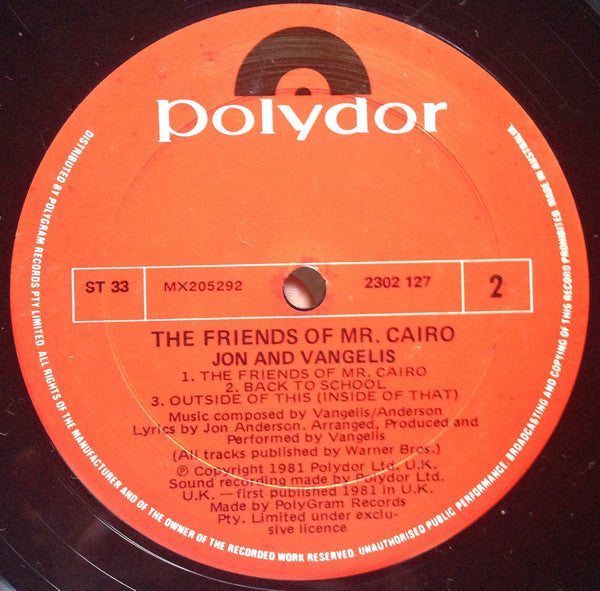 polydor
ST 33
MX205292
2302 127
2
THE FRIENDS OF MR. CAIRO
JON AND VANGELIS
1. THE FRIENDS OF MR. CAIRO
2. BACK TO SCHOOL
3. OUTSIDE OF THIS (INSIDE OF THAT)
Music composed by Vangelis/Anderson
Lyrics by Jon Anderson. Arranged, Produced and
Performed by Vangelis
(All tracks published by Warner Bros.)
℗ Copyright 1981 Polydor Ltd. U.K.
Sound recording made by Polydor Ltd.
U.K. — first published 1981 in U.K.
Made by PolyGram Records
Pty. Limited under exclu-
sive licence
DISTRIBUTED BY POLYGRAM RECORDS PTY LIMITED. ALL RIGHTS OF THE MANUFACTURER AND OF THE OWNER OF THE RECORDED WORK RESERVED. UNAUTHORISED PUBLIC PERFORMANCE, BROADCASTING AND COPYING OF THIS RECORD PROHIBITED. MADE IN AUSTRALIA.